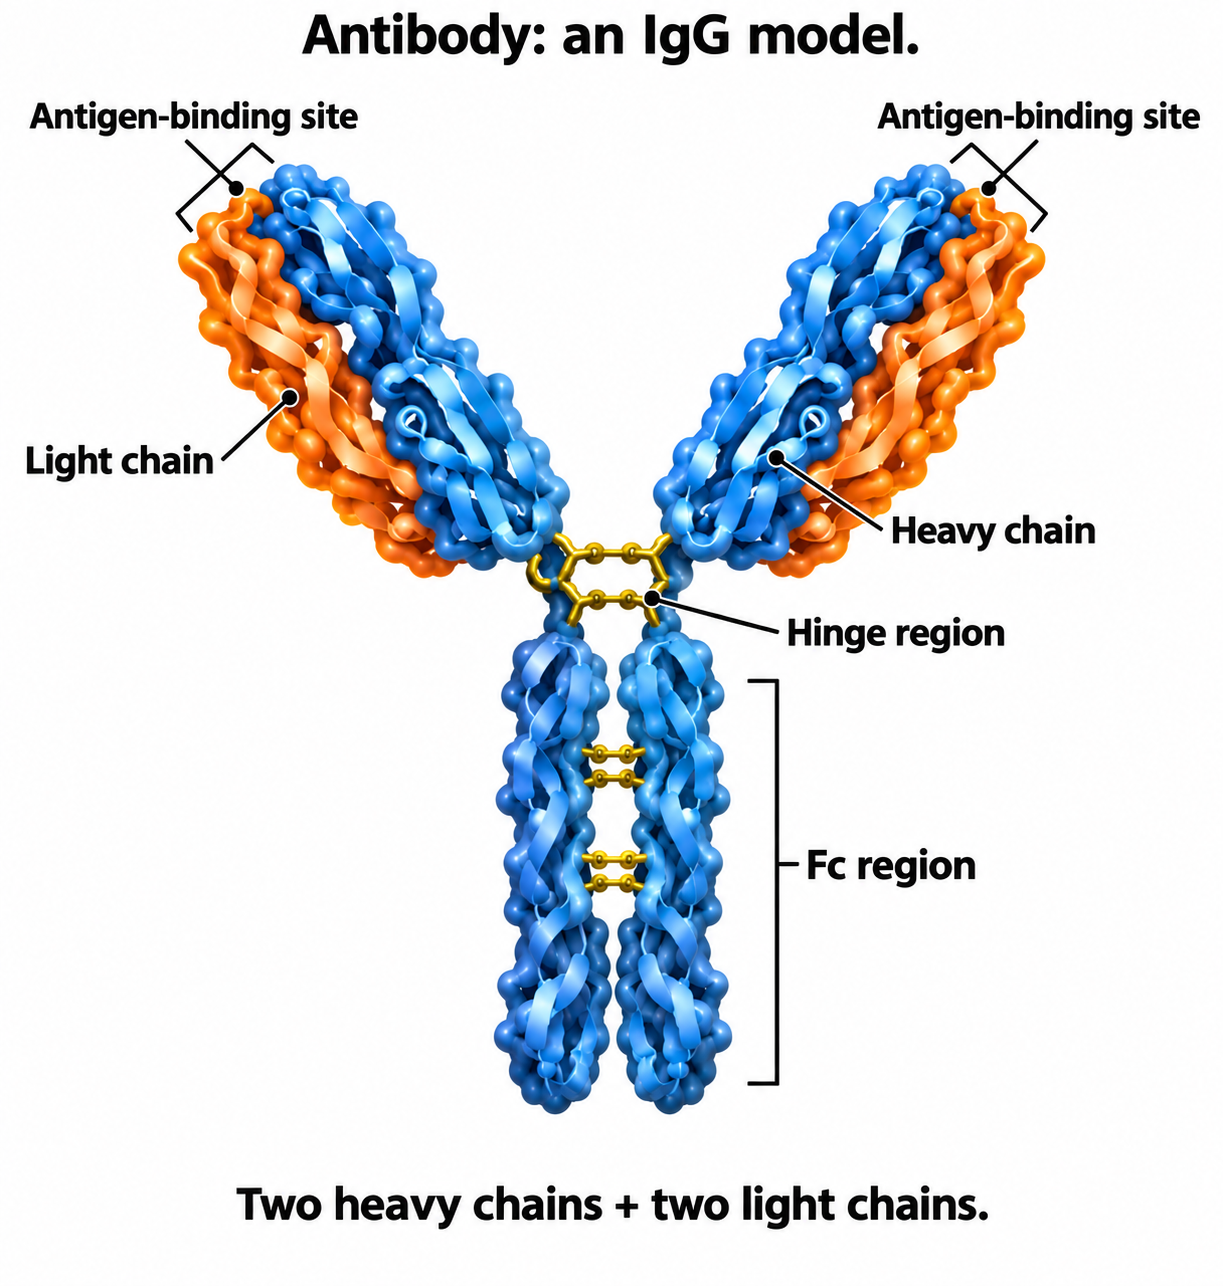 Antibody: an IgG model.
Antigen-binding site
Antigen-binding site
Light chain
Heavy chain
Hinge region
Fc region
Two heavy chains + two light chains.